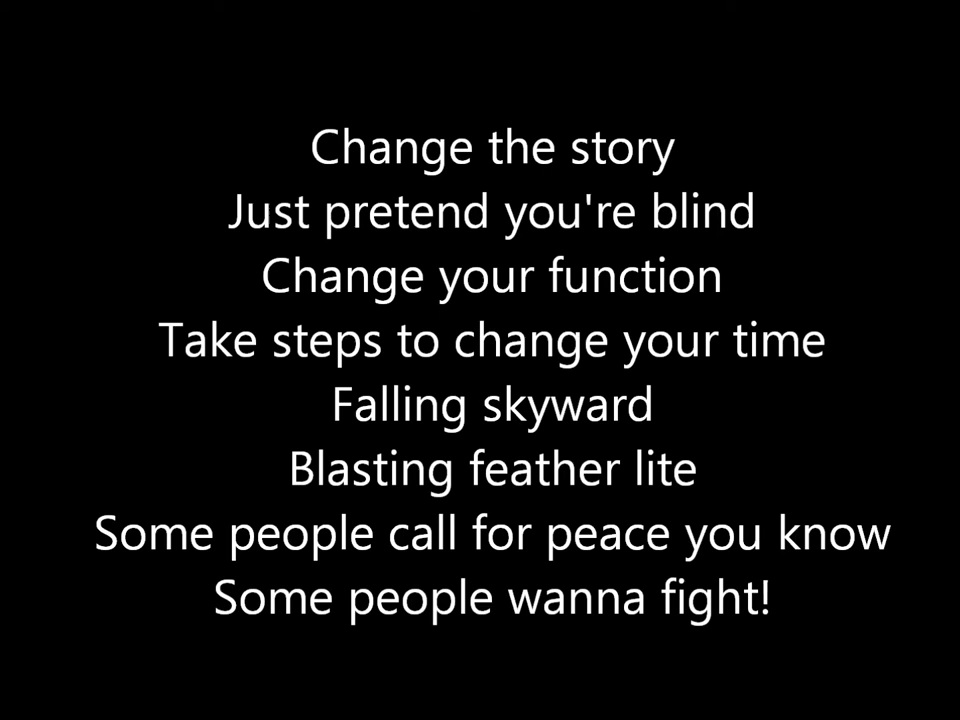 Change the story
Just pretend you're blind
Change your function
Take steps to change your time
Falling skyward
Blasting feather lite
Some people call for peace you know
Some people wanna fight!